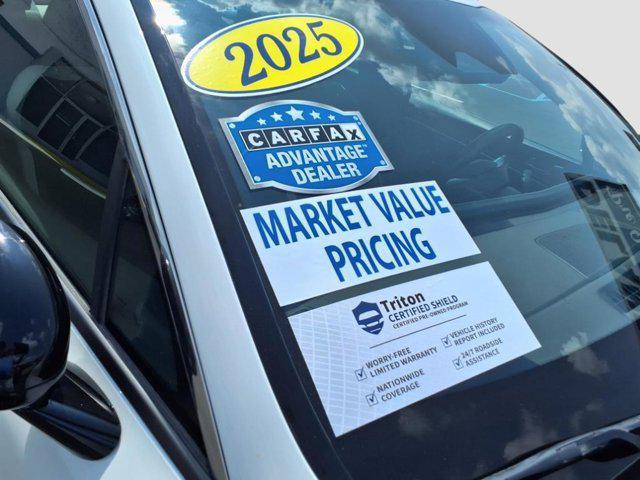 2025
CARFAX
ADVANTAGE™
DEALER
MARKET VALUE
PRICING
Triton
CERTIFIED SHIELD
CERTIFIED PRE-OWNED PROGRAM
WORRY-FREE
LIMITED WARRANTY
NATIONWIDE
COVERAGE
VEHICLE HISTORY
REPORT INCLUDED
24/7 ROADSIDE
ASSISTANCE